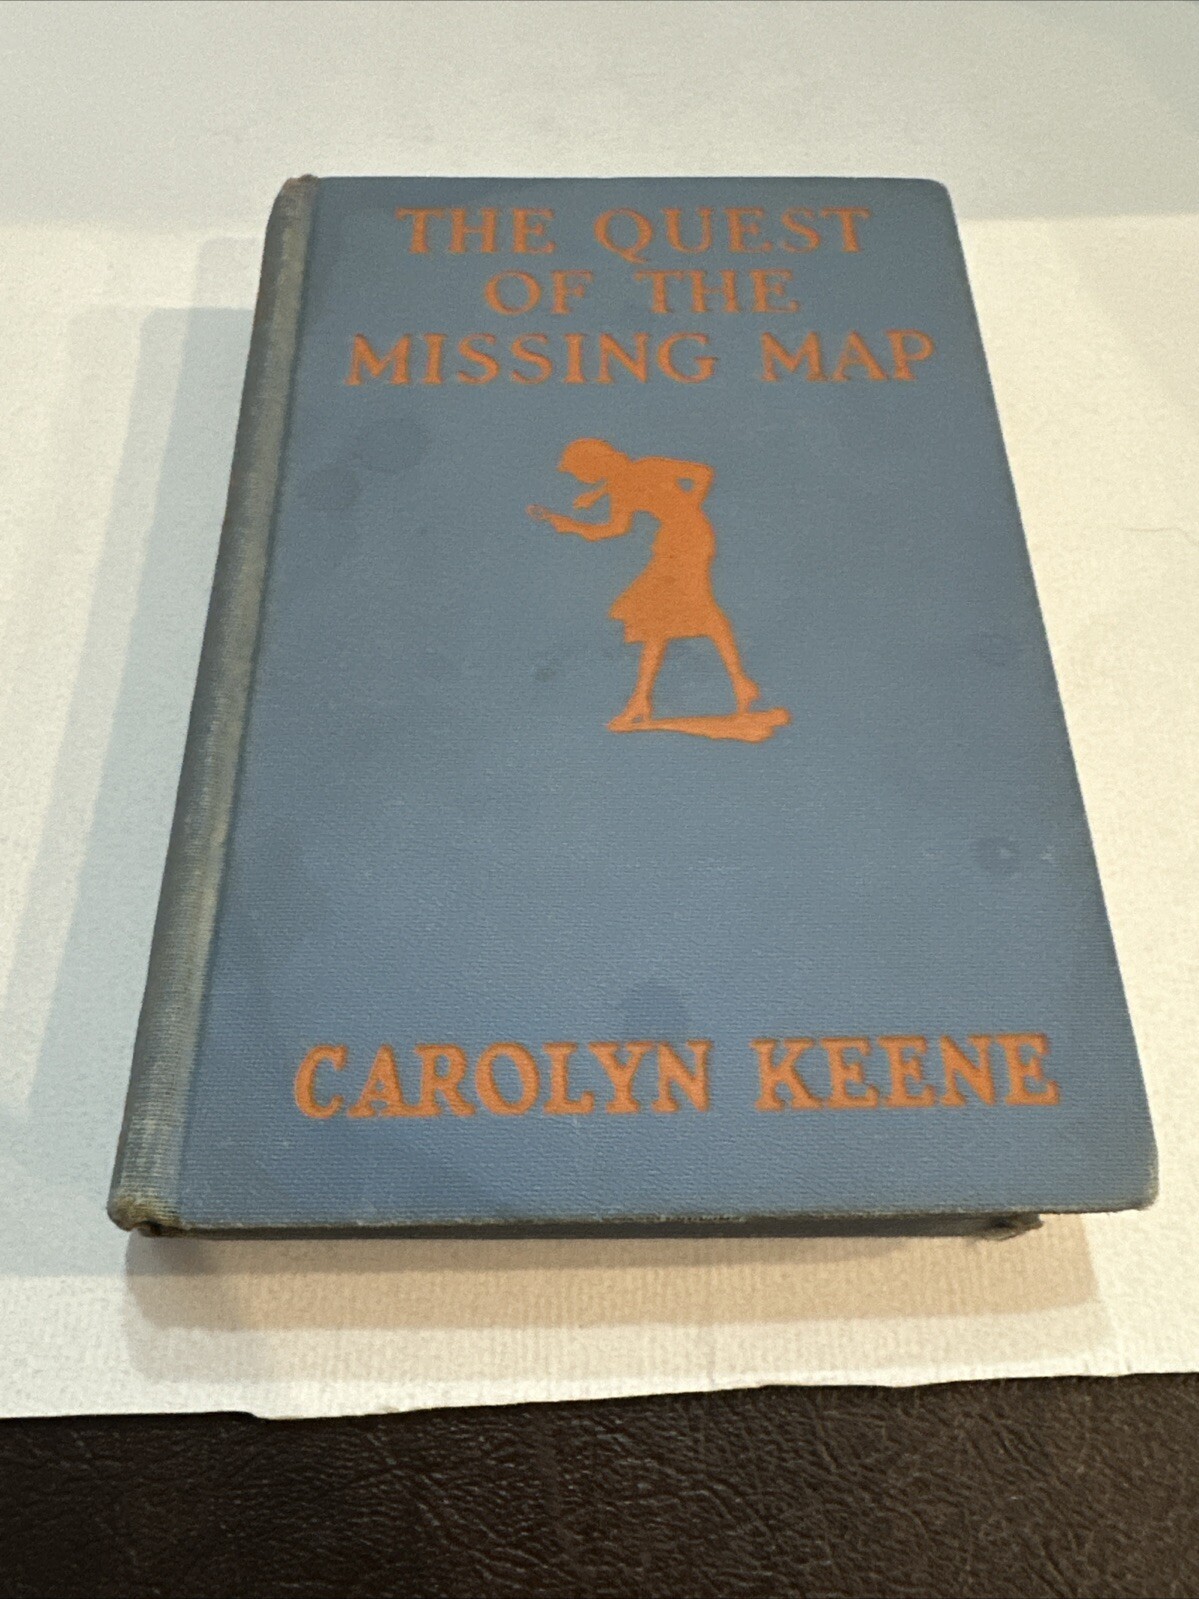 THE QUEST
OF THE
MISSING MAP
CAROLYN KEENE